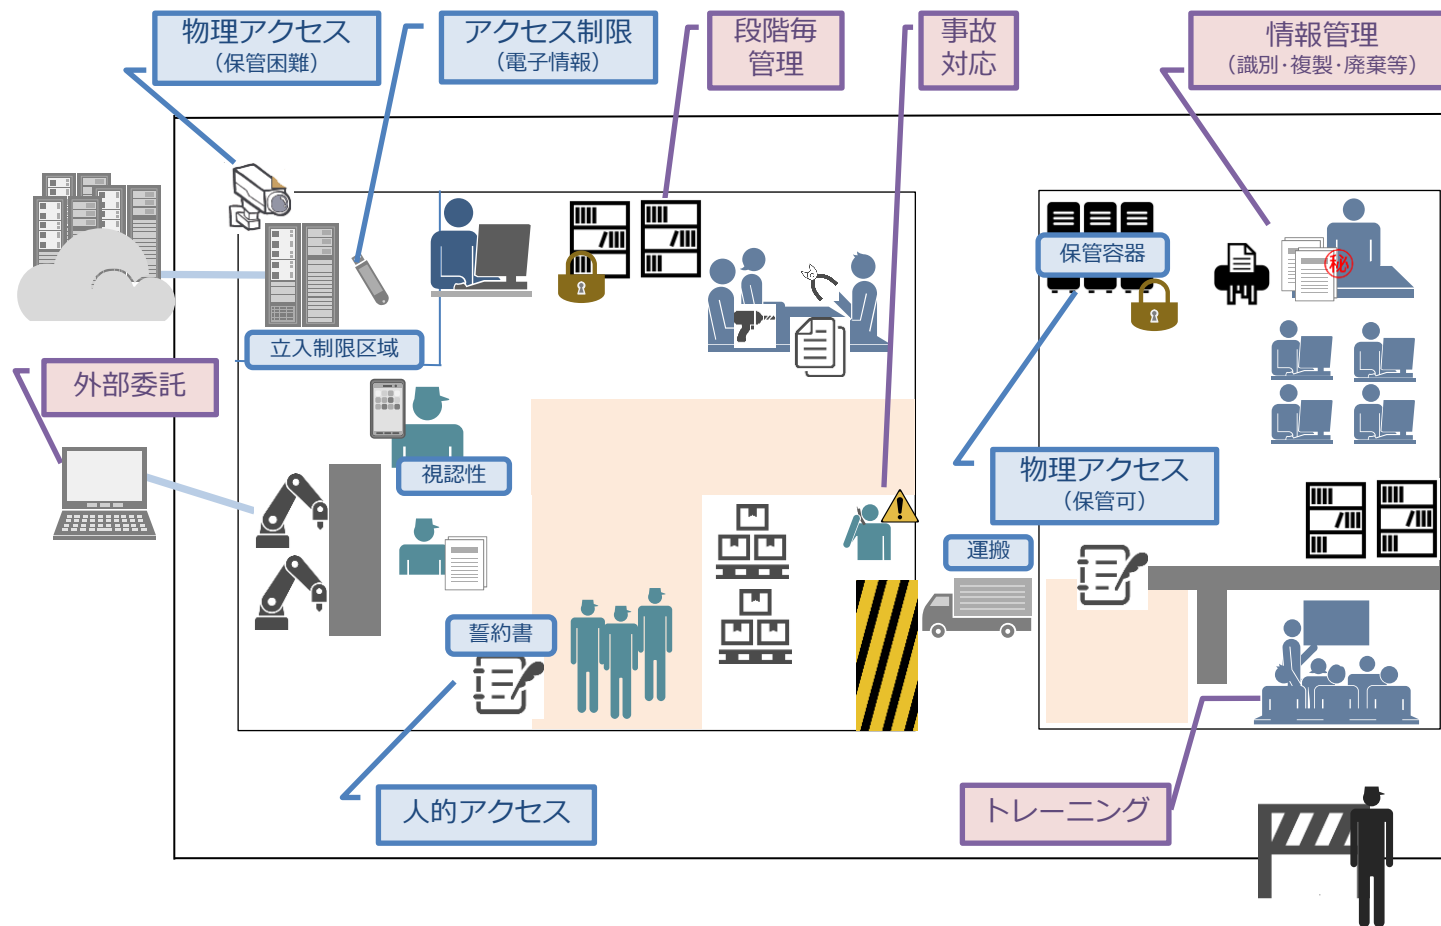 物理アクセス
（保管困難）
アクセス制限
（電子情報）
段階毎
管理
事故
対応
情報管理
（識別・複製・廃棄等）
保管容器
秘
立入制限区域
外部委託
視認性
物理アクセス
（保管可）
運搬
誓約書
人的アクセス
トレーニング